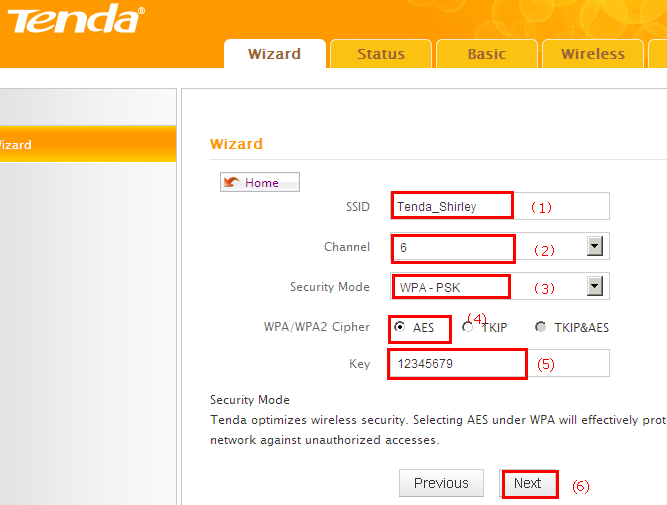 Tenda®
Wizard Status Basic Wireless
izard
Wizard
Home
SSID Tenda_Shirley (1)
Channel 6 (2)
Security Mode WPA - PSK (3)
WPA/WPA2 Cipher AES (4) TKIP TKIP&AES
Key 12345679 (5)
Security Mode
Tenda optimizes wireless security. Selecting AES under WPA will effectively prot
network against unauthorized accesses.
Previous Next (6)